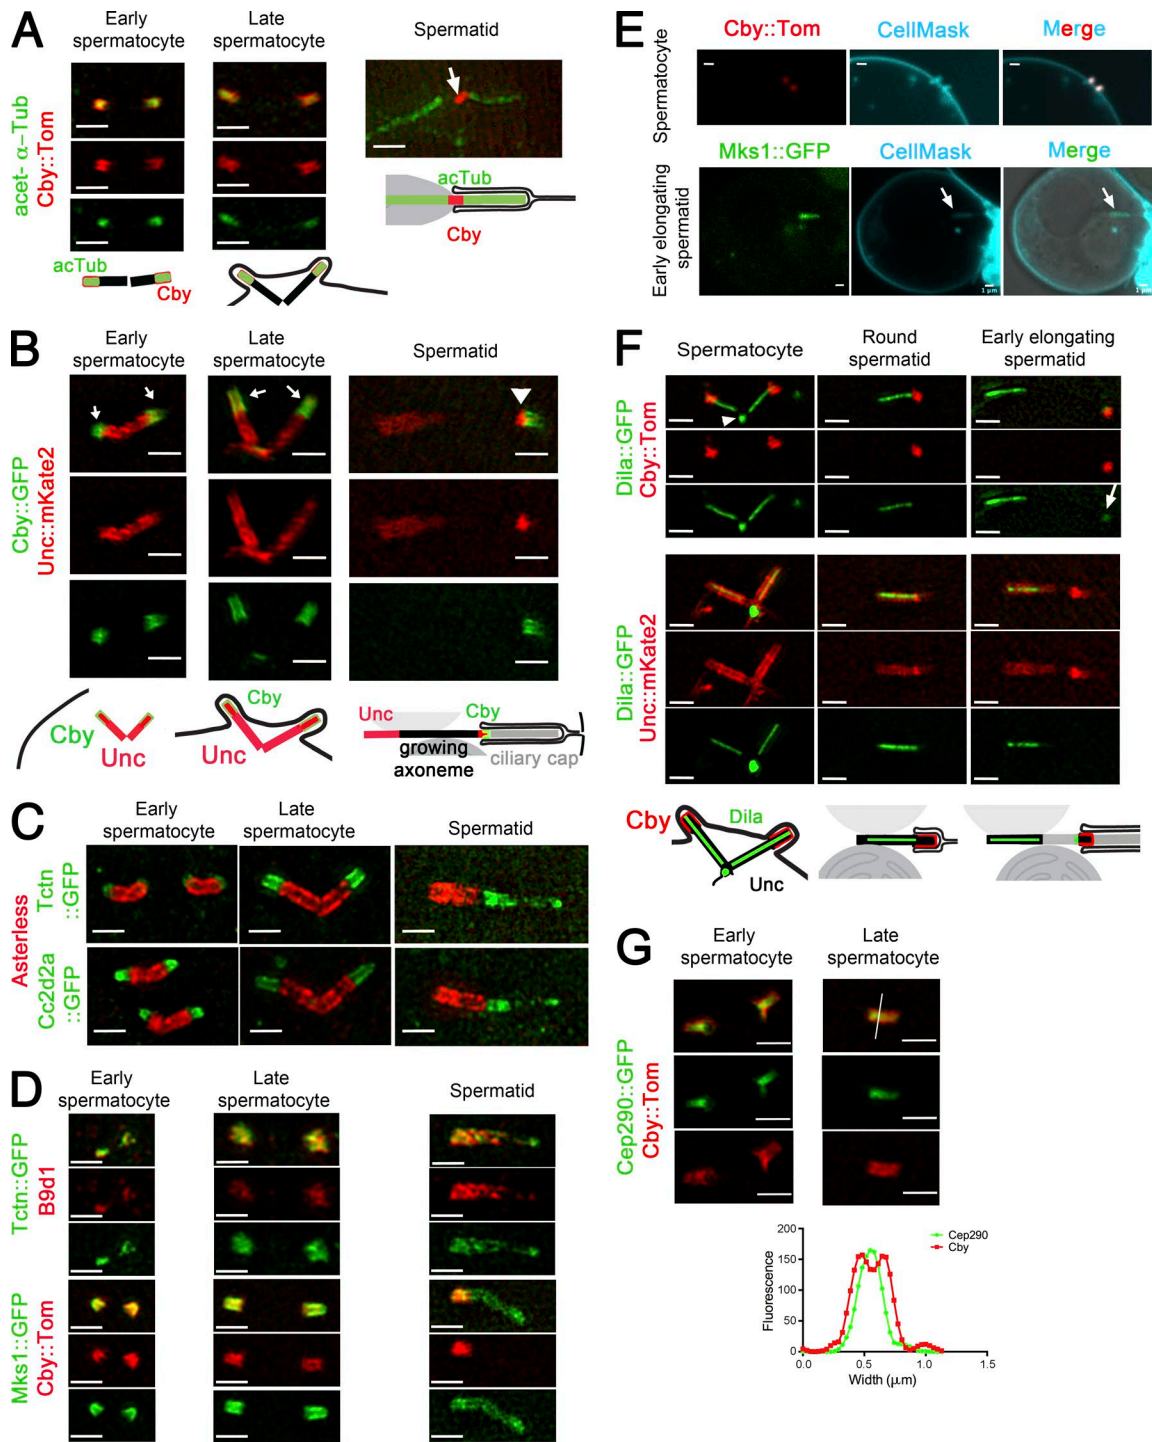 A
Early
spermatocyte
Late
spermatocyte
Spermatid
acet- α-Tub
Cby::Tom
acTub
Cby
acTub
Cby
B
Early
spermatocyte
Late
spermatocyte
Spermatid
Cby::GFP
Unc::mKate2
Cby
Unc
Cby
Unc
Unc
Cby
growing
axoneme
ciliary cap
C
Early
spermatocyte
Late
spermatocyte
Spermatid
Asterless
Tctn
::GFP
Cc2d2a
::GFP
D
Early
spermatocyte
Late
spermatocyte
Spermatid
Tctn::GFP
B9d1
Mks1::GFP
Cby::Tom
E
Cby::Tom
CellMask
Merge
Spermatocyte
Mks1::GFP
CellMask
Merge
Early elongating
spermatid
1 µm
1 µm
F
Spermatocyte
Round
spermatid
Early elongating
spermatid
Dila::GFP
Cby::Tom
Dila::GFP
Unc::mKate2
Cby
Dila
Unc
G
Early
spermatocyte
Late
spermatocyte
Cep290::GFP
Cby::Tom
Fluorescence
200
150
100
50
0
Cep290
Cby
0.0
0.5
1.0
1.5
Width (µm)